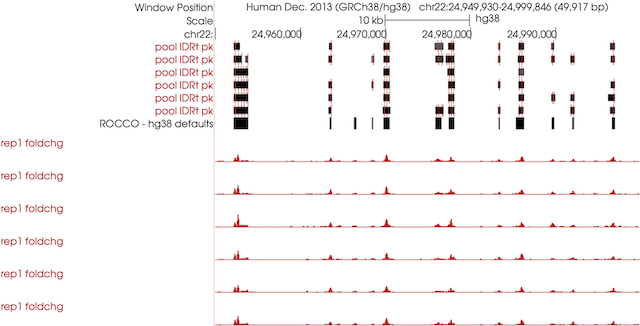 Window Position Human Dec. 2013 (GRCh38/hg38) chr22:24,949,930-24,999,846 (49,917 bp)
Scale 10 kb hg38
chr22: 24,960,000 24,970,000 24,980,000 24,990,000
pool IDRt pk
pool IDRt pk
pool IDRt pk
pool IDRt pk
pool IDRt pk
pool IDRt pk
ROCCO - hg38 defaults
rep1 foldchg
rep1 foldchg
rep1 foldchg
rep1 foldchg
rep1 foldchg
rep1 foldchg